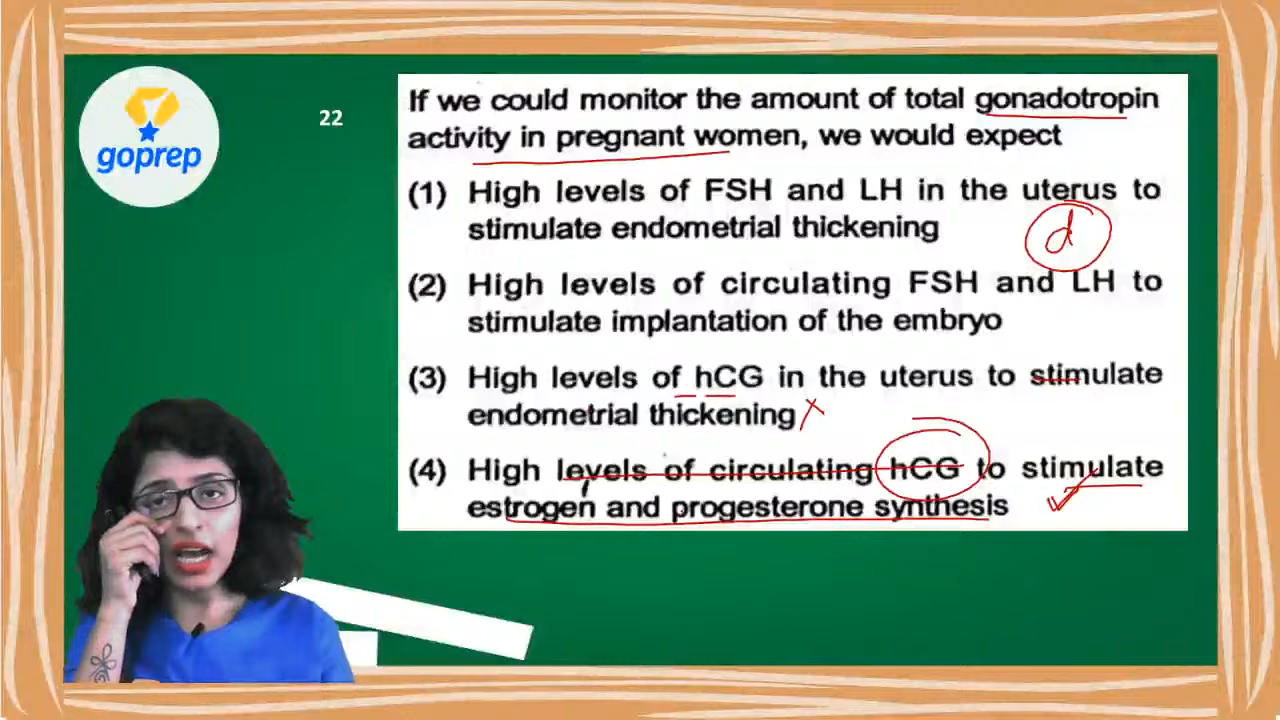 goprep
22
If we could monitor the amount of total gonadotropin
activity in pregnant women, we would expect
(1) High levels of FSH and LH in the uterus to
stimulate endometrial thickening
d
(2) High levels of circulating FSH and LH to
stimulate implantation of the embryo
(3) High levels of hCG in the uterus to stimulate
endometrial thickening
(4) High levels of circulating hCG to stimulate
estrogen and progesterone synthesis